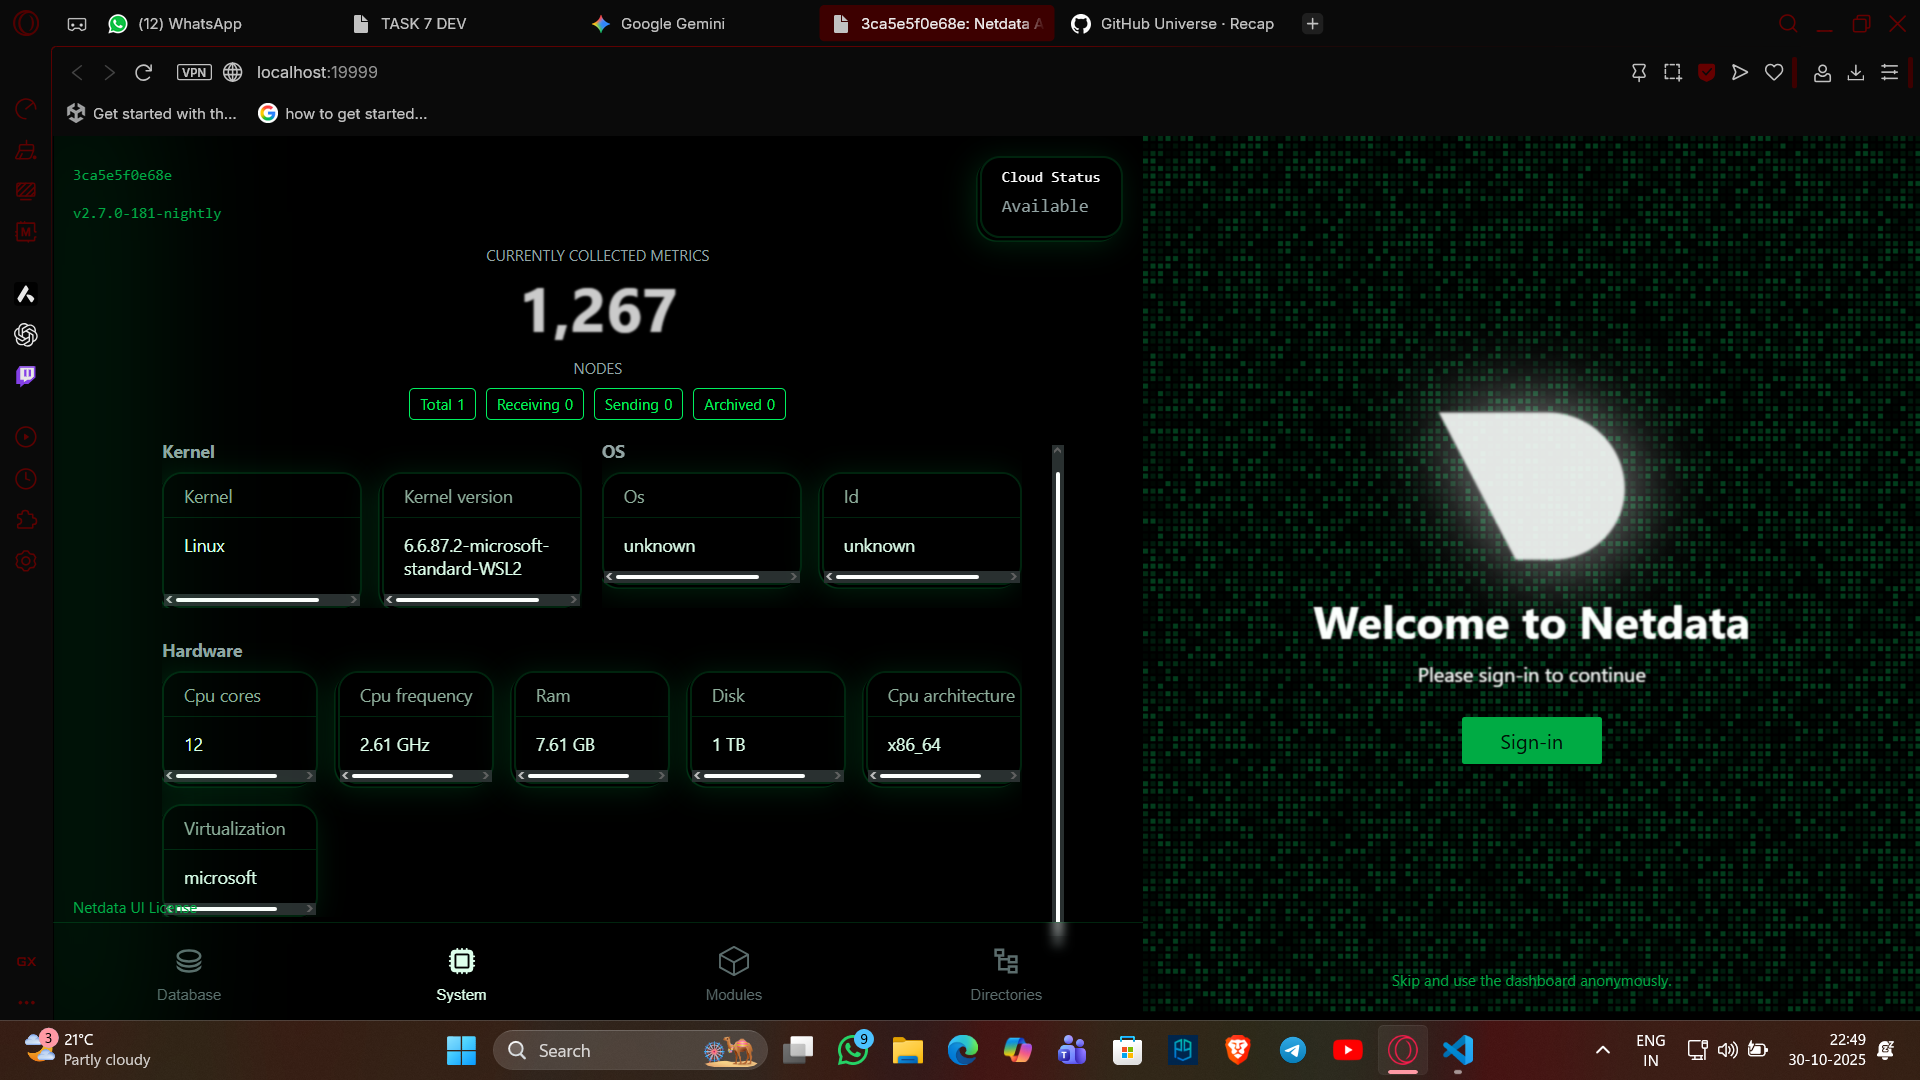 (12) WhatsApp
TASK 7 DEV
Google Gemini
3ca5e5f0e68e: Netdata A
GitHub Universe · Recap
VPN
localhost:19999
Get started with th...
how to get started...
3ca5e5f0e68e
v2.7.0-181-nightly
Cloud Status
Available
CURRENTLY COLLECTED METRICS
1,267
NODES
Total 1
Receiving 0
Sending 0
Archived 0
Kernel
OS
Kernel
Kernel version
Os
Id
Linux
6.6.87.2-microsoft-
standard-WSL2
unknown
unknown
Hardware
Cpu cores
Cpu frequency
Ram
Disk
Cpu architecture
12
2.61 GHz
7.61 GB
1 TB
x86_64
Virtualization
microsoft
Netdata UI License
Database
System
Modules
Directories
Welcome to Netdata
Please sign-in to continue
Sign-in
Skip and use the dashboard anonymously.
M
GX
3
21°C
Partly cloudy
Search
9
ENG
IN
22:49
30-10-2025